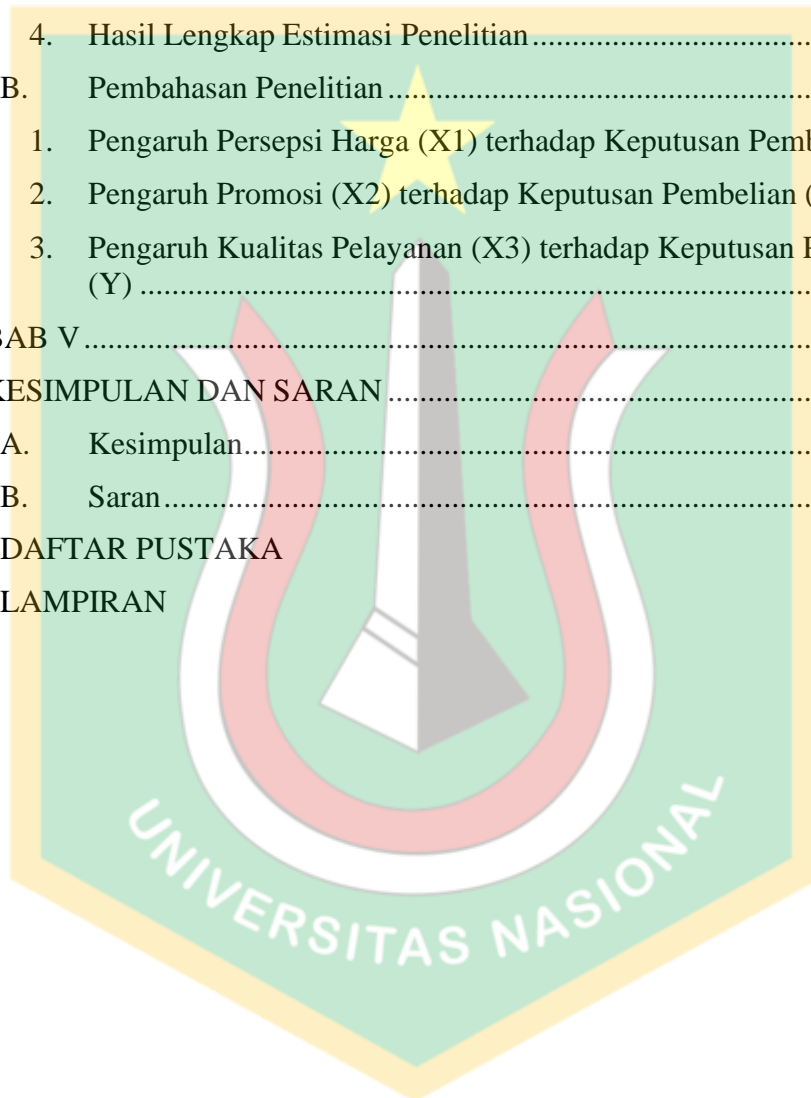 4. Hasil Lengkap Estimasi Penelitian ........................................
B. Pembahasan Penelitian ............................................................
1. Pengaruh Persepsi Harga (X1) terhadap Keputusan
2. Pengaruh Promosi (X2) terhadap Keputusan Pembelian (
3. Pengaruh Kualitas Pelayanan (X3) terhadap Keputusan
(Y) ................................................................................................
BAB V ................................................................................................
KESIMPULAN DAN SARAN ............................................................
A. Kesimpulan ................................................................................
B. Saran ............................................................................................
DAFTAR PUSTAKA
LAMPIRAN
UNIVERSITAS NASIONAL